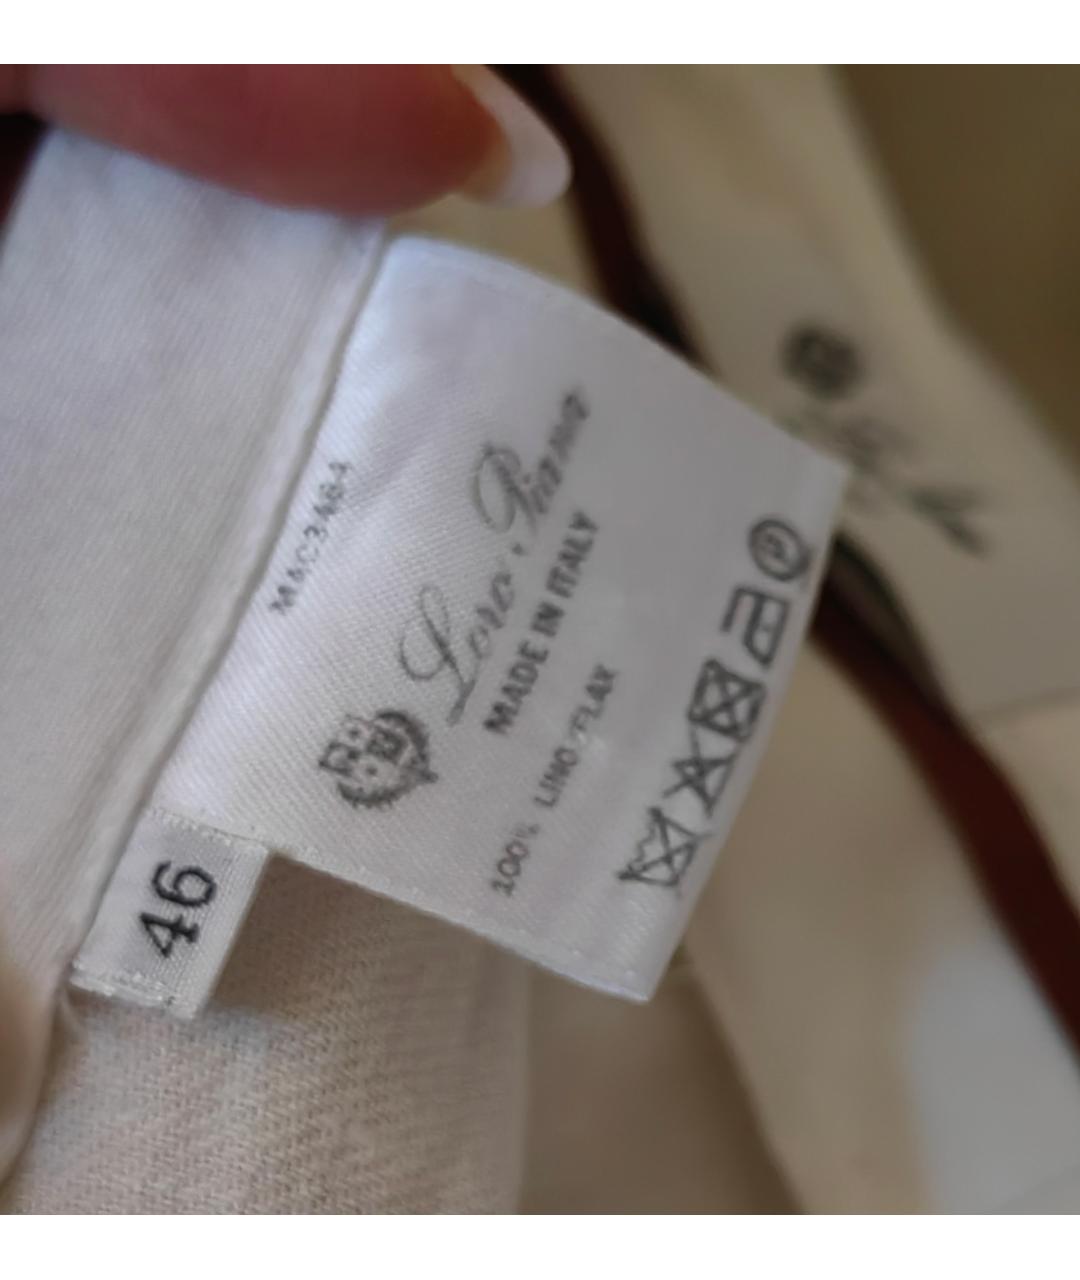 Loro Piana
MADE IN ITALY
100% LINO-FLAX
P
46